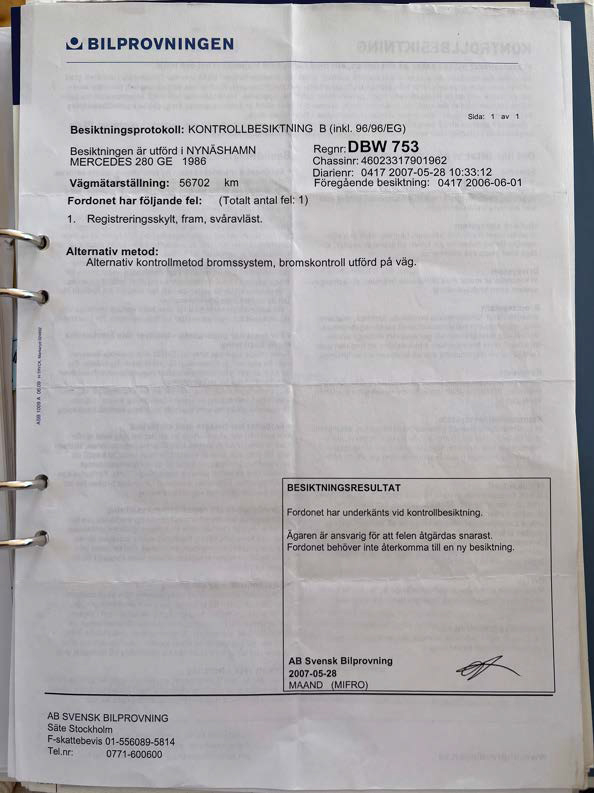 BILPROVNINGEN
Sida: 1 av 1
Besiktningsprotokoll: KONTROLLBESIKTNING B (inkl. 96/96/EG)
Besiktningen är utförd i NYNÄSHAMN
MERCEDES 280 GE 1986
Regnr: DBW 753
Chassinr: 46023317901962
Diarienr: 0417 2007-05-28 10:33:12
Föregående besiktning: 0417 2006-06-01
Vägmätarställning: 56702 km
Fordonet har följande fel: (Totalt antal fel: 1)
1. Registreringsskylt, fram, svåravläst.
Alternativ metod:
Alternativ kontrollmetod bromssystem, bromskontroll utförd på väg.
BESIKTNINGSRESULTAT
Fordonet har underkänts vid kontrollbesiktning.
Ägaren är ansvarig för att felen åtgärdas snarast.
Fordonet behöver inte återkomma till en ny besiktning.
AB Svensk Bilprovning
2007-05-28
MAAND (MIFRO)
AB SVENSK BILPROVNING
Säte Stockholm
F-skattebevis 01-556089-5814
Tel.nr: 0771-600600